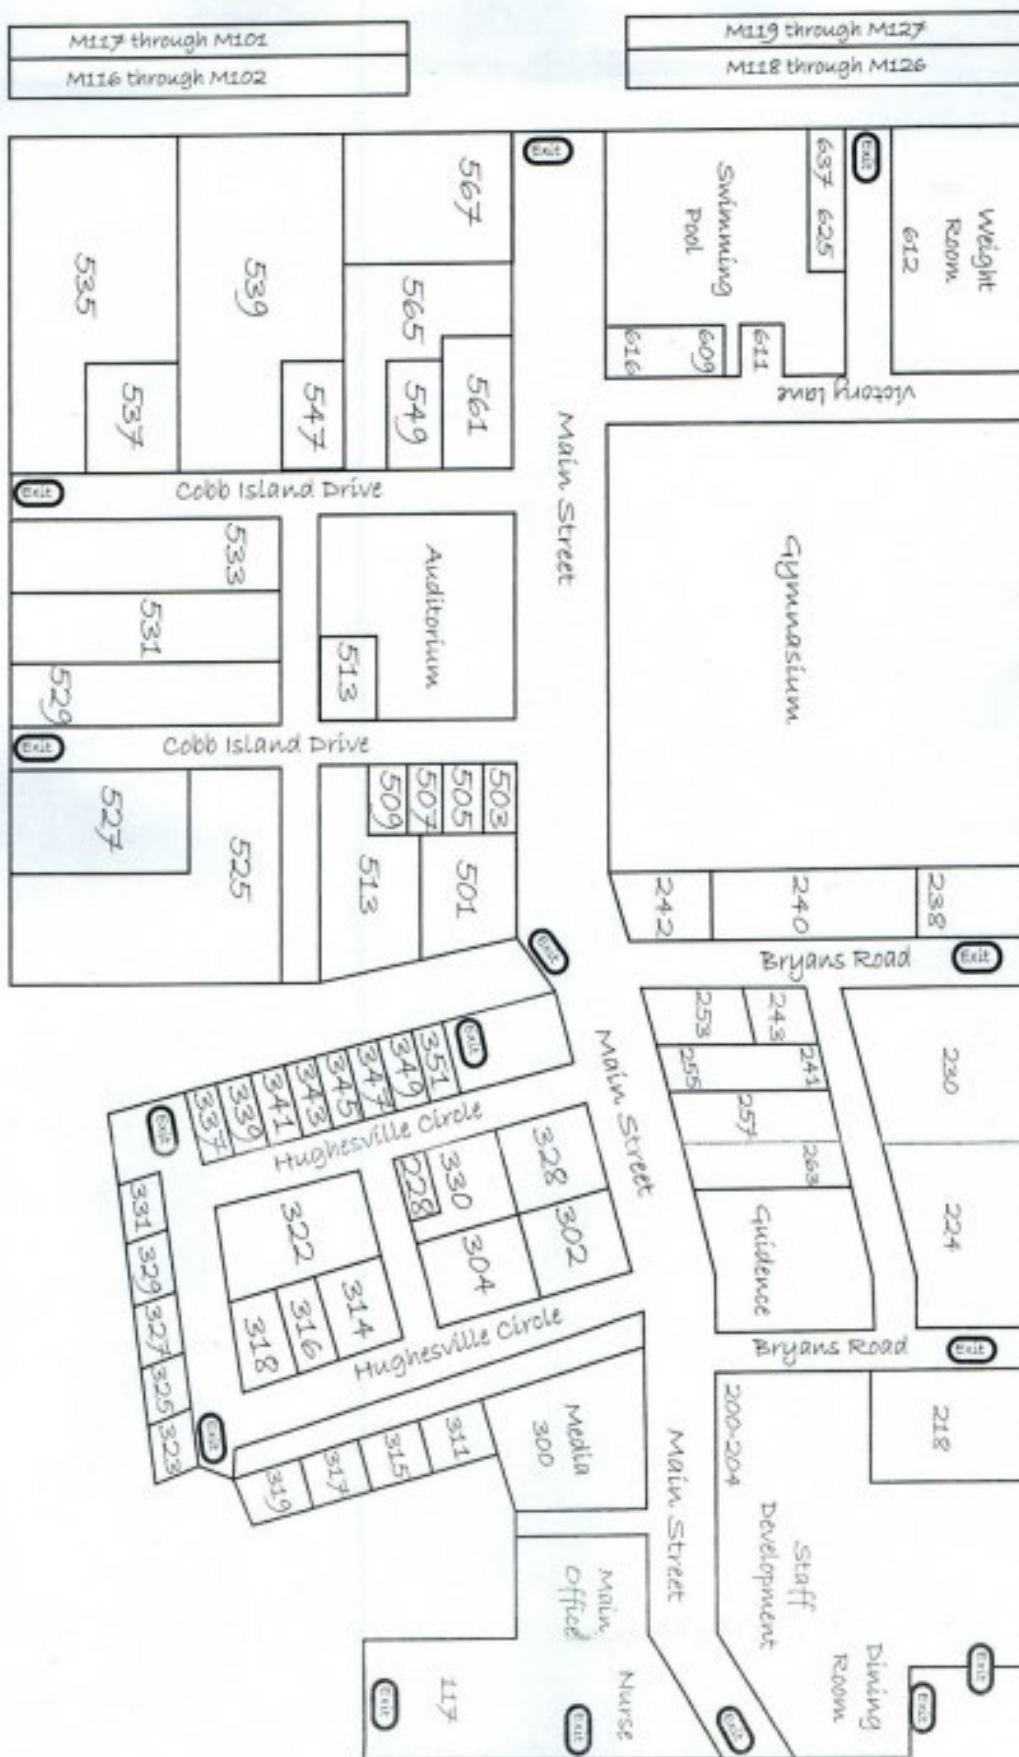 M117 through M101
M116 through M102
M119 through M127
M118 through M126
Exit
Exit
567
Swimming
Pool
637 625
Weight
Room
612
535
539
565
537
547
549
561
616
609
611
Victory Lane
Main Street
Exit
Cobb Island Drive
533
531
529
Auditorium
513
Gymnasium
Exit
Cobb Island Drive
527
525
509
507
505
503
513
501
242
240
238
Exit
Bryans Road
Exit
253
243
255
241
257
263
230
224
Main Street
Exit
351
349
347
345
343
341
339
337
Exit
Hughesville Circle
328
330
228
302
304
322
314
316
318
331
329
327
325
323
Guidence
Hughesville Circle
Bryans Road
Exit
Exit
Media
300
311
315
317
319
Main Street
200-204
218
Staff
Development
Dining
Room
Main
Office
Nurse
117
Exit
Exit
Exit
Exit
Exit